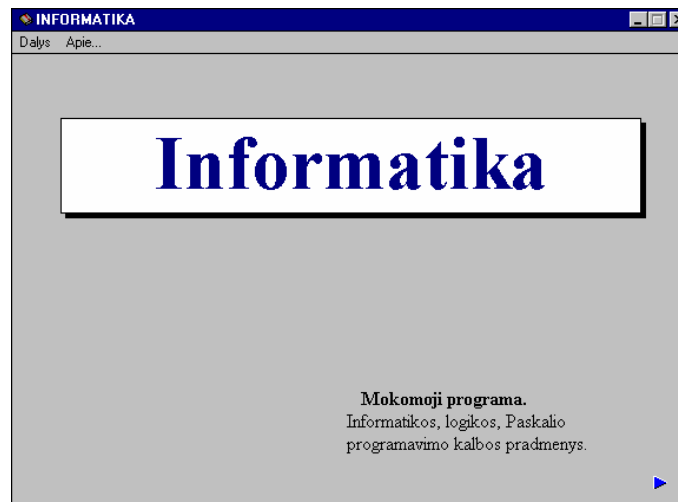 INFORMATIKA
Dalys Apie...
Informatika
Mokomoji programa.
Informatikos, logikos, Paskalio
programavimo kalbos pradmenys.